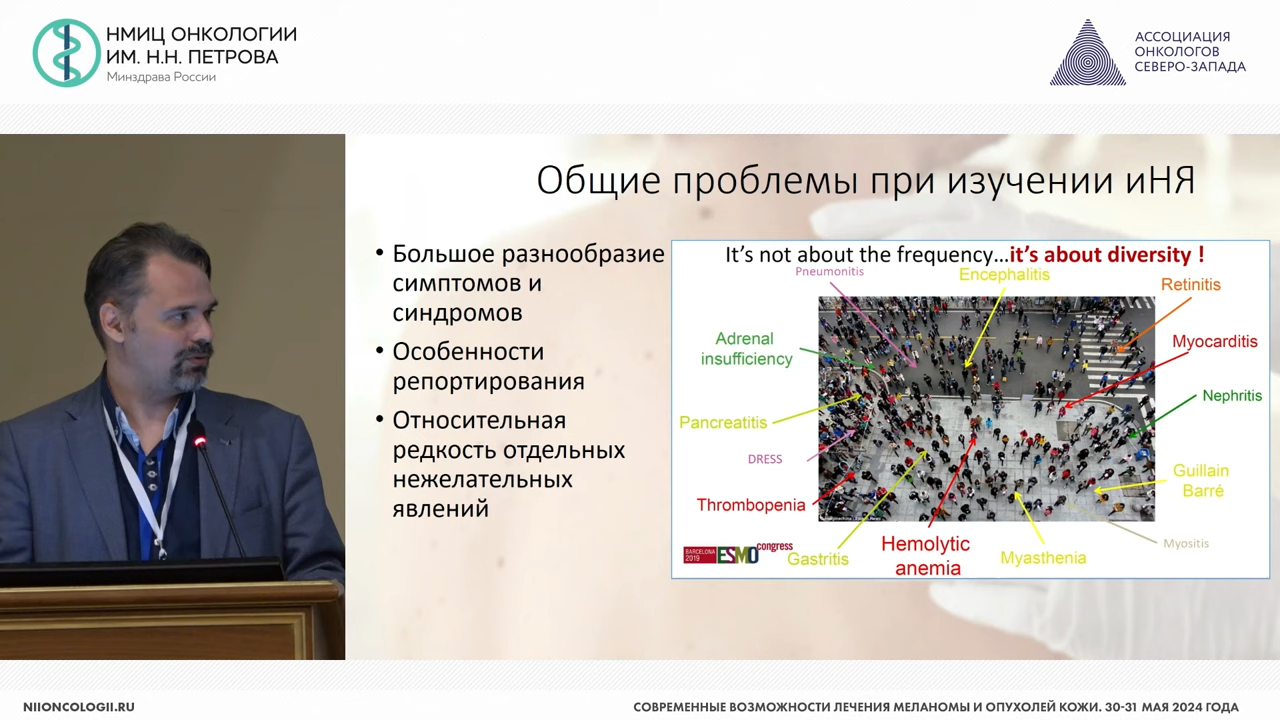 НМИЦ ОНКОЛОГИИ
ИМ. Н.Н. ПЕТРОВА
Минздрава России
АССОЦИАЦИЯ
ОНКОЛОГОВ
СЕВЕРО-ЗАПАДА
Общие проблемы при изучении иНЯ
• Большое разнообразие
симптомов и
синдромов
• Особенности
репортирования
• Относительная
редкость отдельных
нежелательных
явлений
It's not about the frequency...it's about diversity !
Pneumonitis
Encephalitis
Retinitis
Adrenal
insufficiency
Myocarditis
Nephritis
Pancreatitis
DRESS
Guillain
Barré
Thrombopenia
Myositis
Hemolytic
anemia
Gastritis
Myasthenia
BARCELONA
2019
ESMO
congress
NIIONCOLOGII.RU
СОВРЕМЕННЫЕ ВОЗМОЖНОСТИ ЛЕЧЕНИЯ МЕЛАНОМЫ И ОПУХОЛЕЙ КОЖИ. 30-31 МАЯ 2024 ГОДА